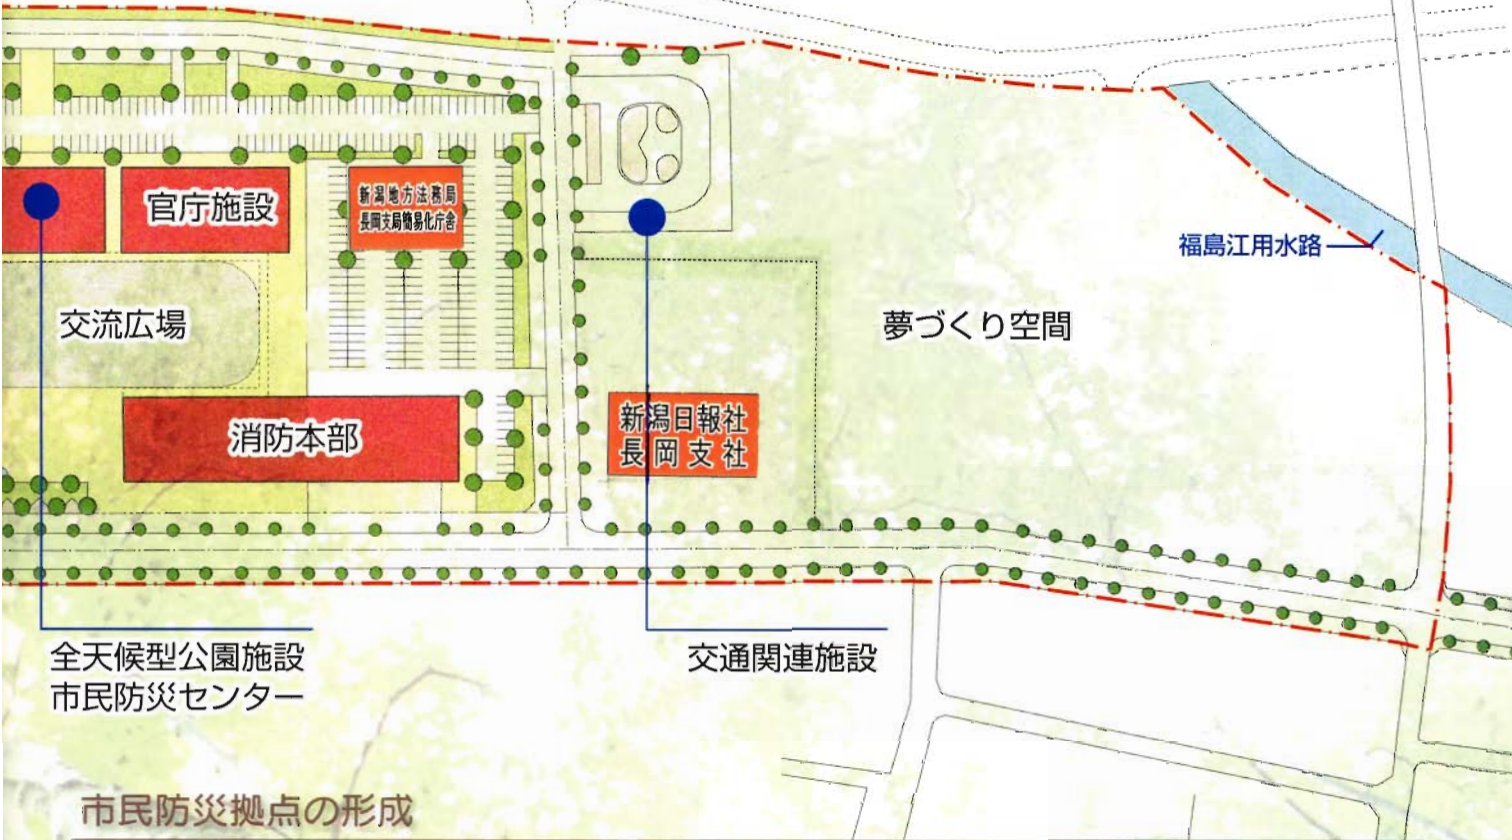 官庁施設
新潟地方法務局
長岡支局簡易化庁舎
福島江用水路
交流広場
夢づくり空間
消防本部
新潟日報社
長岡支社
全天候型公園施設
市民防災センター
交通関連施設
市民防災拠点の形成